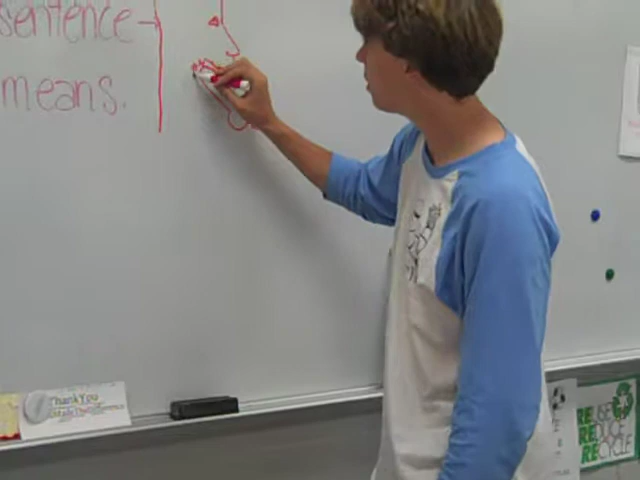 sentence
means.
Thank You
REUSE
REDUCE
RECYCLE